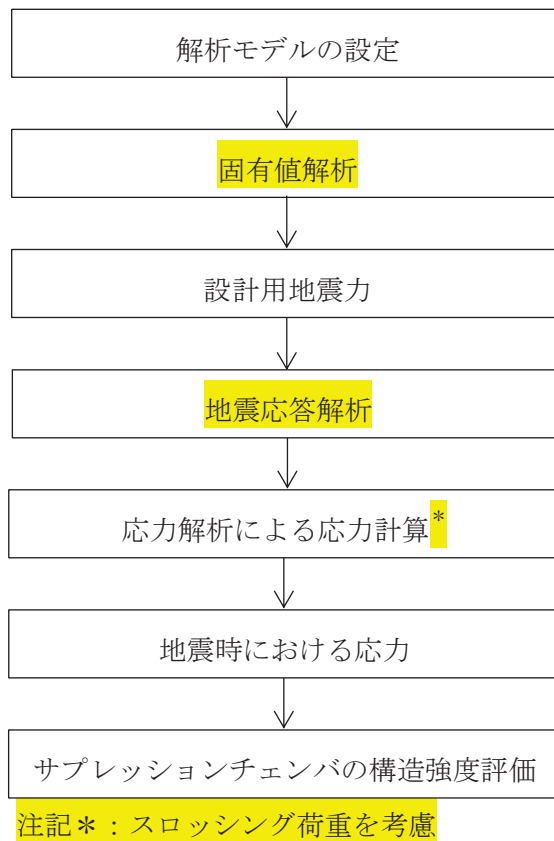 解析モデルの設定
固有値解析
設計用地震力
地震応答解析
応力解析による応力計算*
地震時における応力
サプレッションチェンバの構造強度評価
注記*:スロッシング荷重を考慮